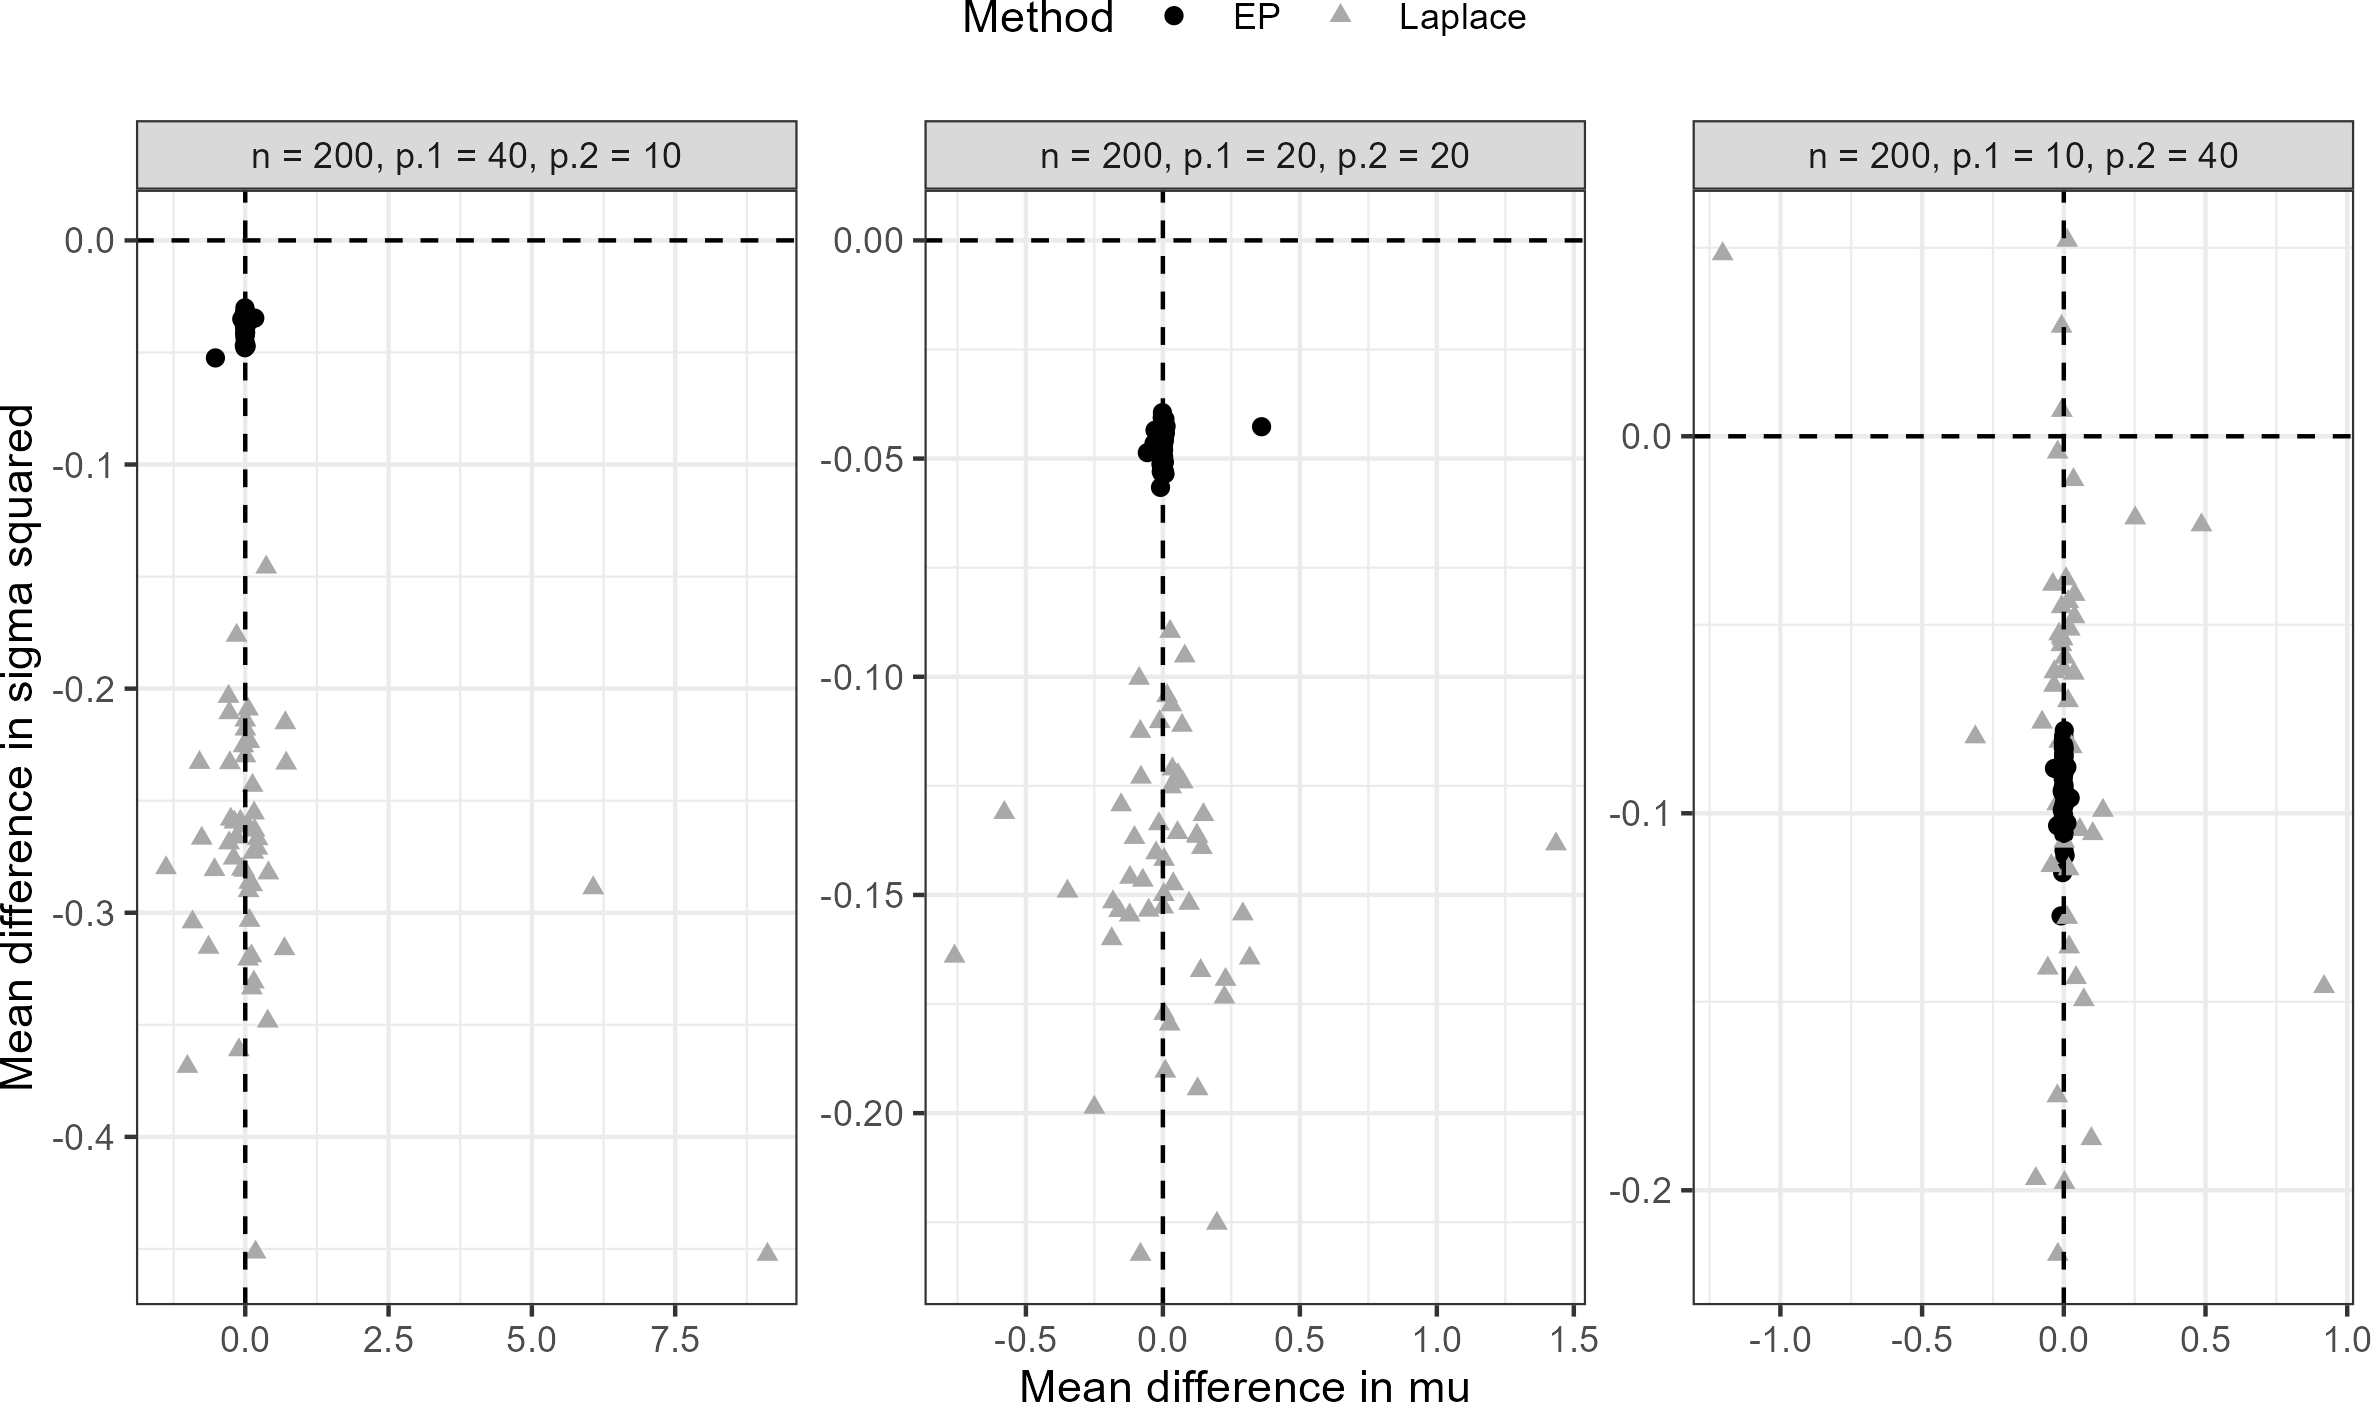 Method EP Laplace
n = 200, p.1 = 40, p.2 = 10
n = 200, p.1 = 20, p.2 = 20
n = 200, p.1 = 10, p.2 = 40
Mean difference in sigma squared
0.0
-0.1
-0.2
-0.3
-0.4
0.0 2.5 5.0 7.5
0.00
-0.05
-0.10
-0.15
-0.20
-0.5 0.0 0.5 1.0 1.5
0.0
-0.1
-0.2
-1.0 -0.5 0.0 0.5 1.0
Mean difference in mu